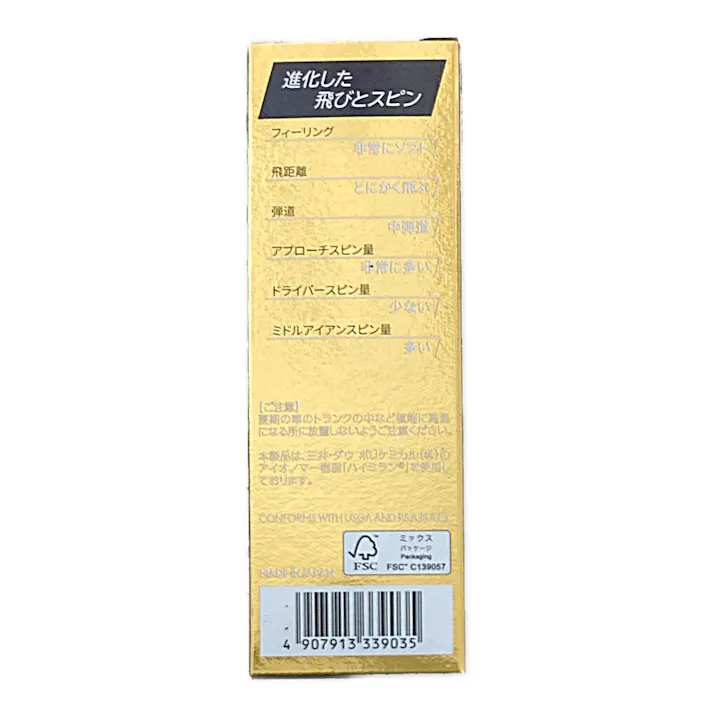 進化した
飛びとスピン
フィーリング
非常にソフト
飛距離
とにかく飛ぶ
弾道
中弾道
アプローチスピン量
非常に多い
ドライバースピン量
少ない
ミドルアイアンスピン量
多い
【ご注意】
夏期の車のトランクの中など極端に高温
になる所に放置しないようご注意ください。
本製品は、三井・ダウ ポリケミカル(株)の
アイオノマー樹脂「ハイミラン®」を使用し
ております。
CONFORMS WITH USGA AND R&A RULES
MADE IN JAPAN
FSC
ミックス
パッケージ
Packaging
FSC™ C139057
4 907913 339035